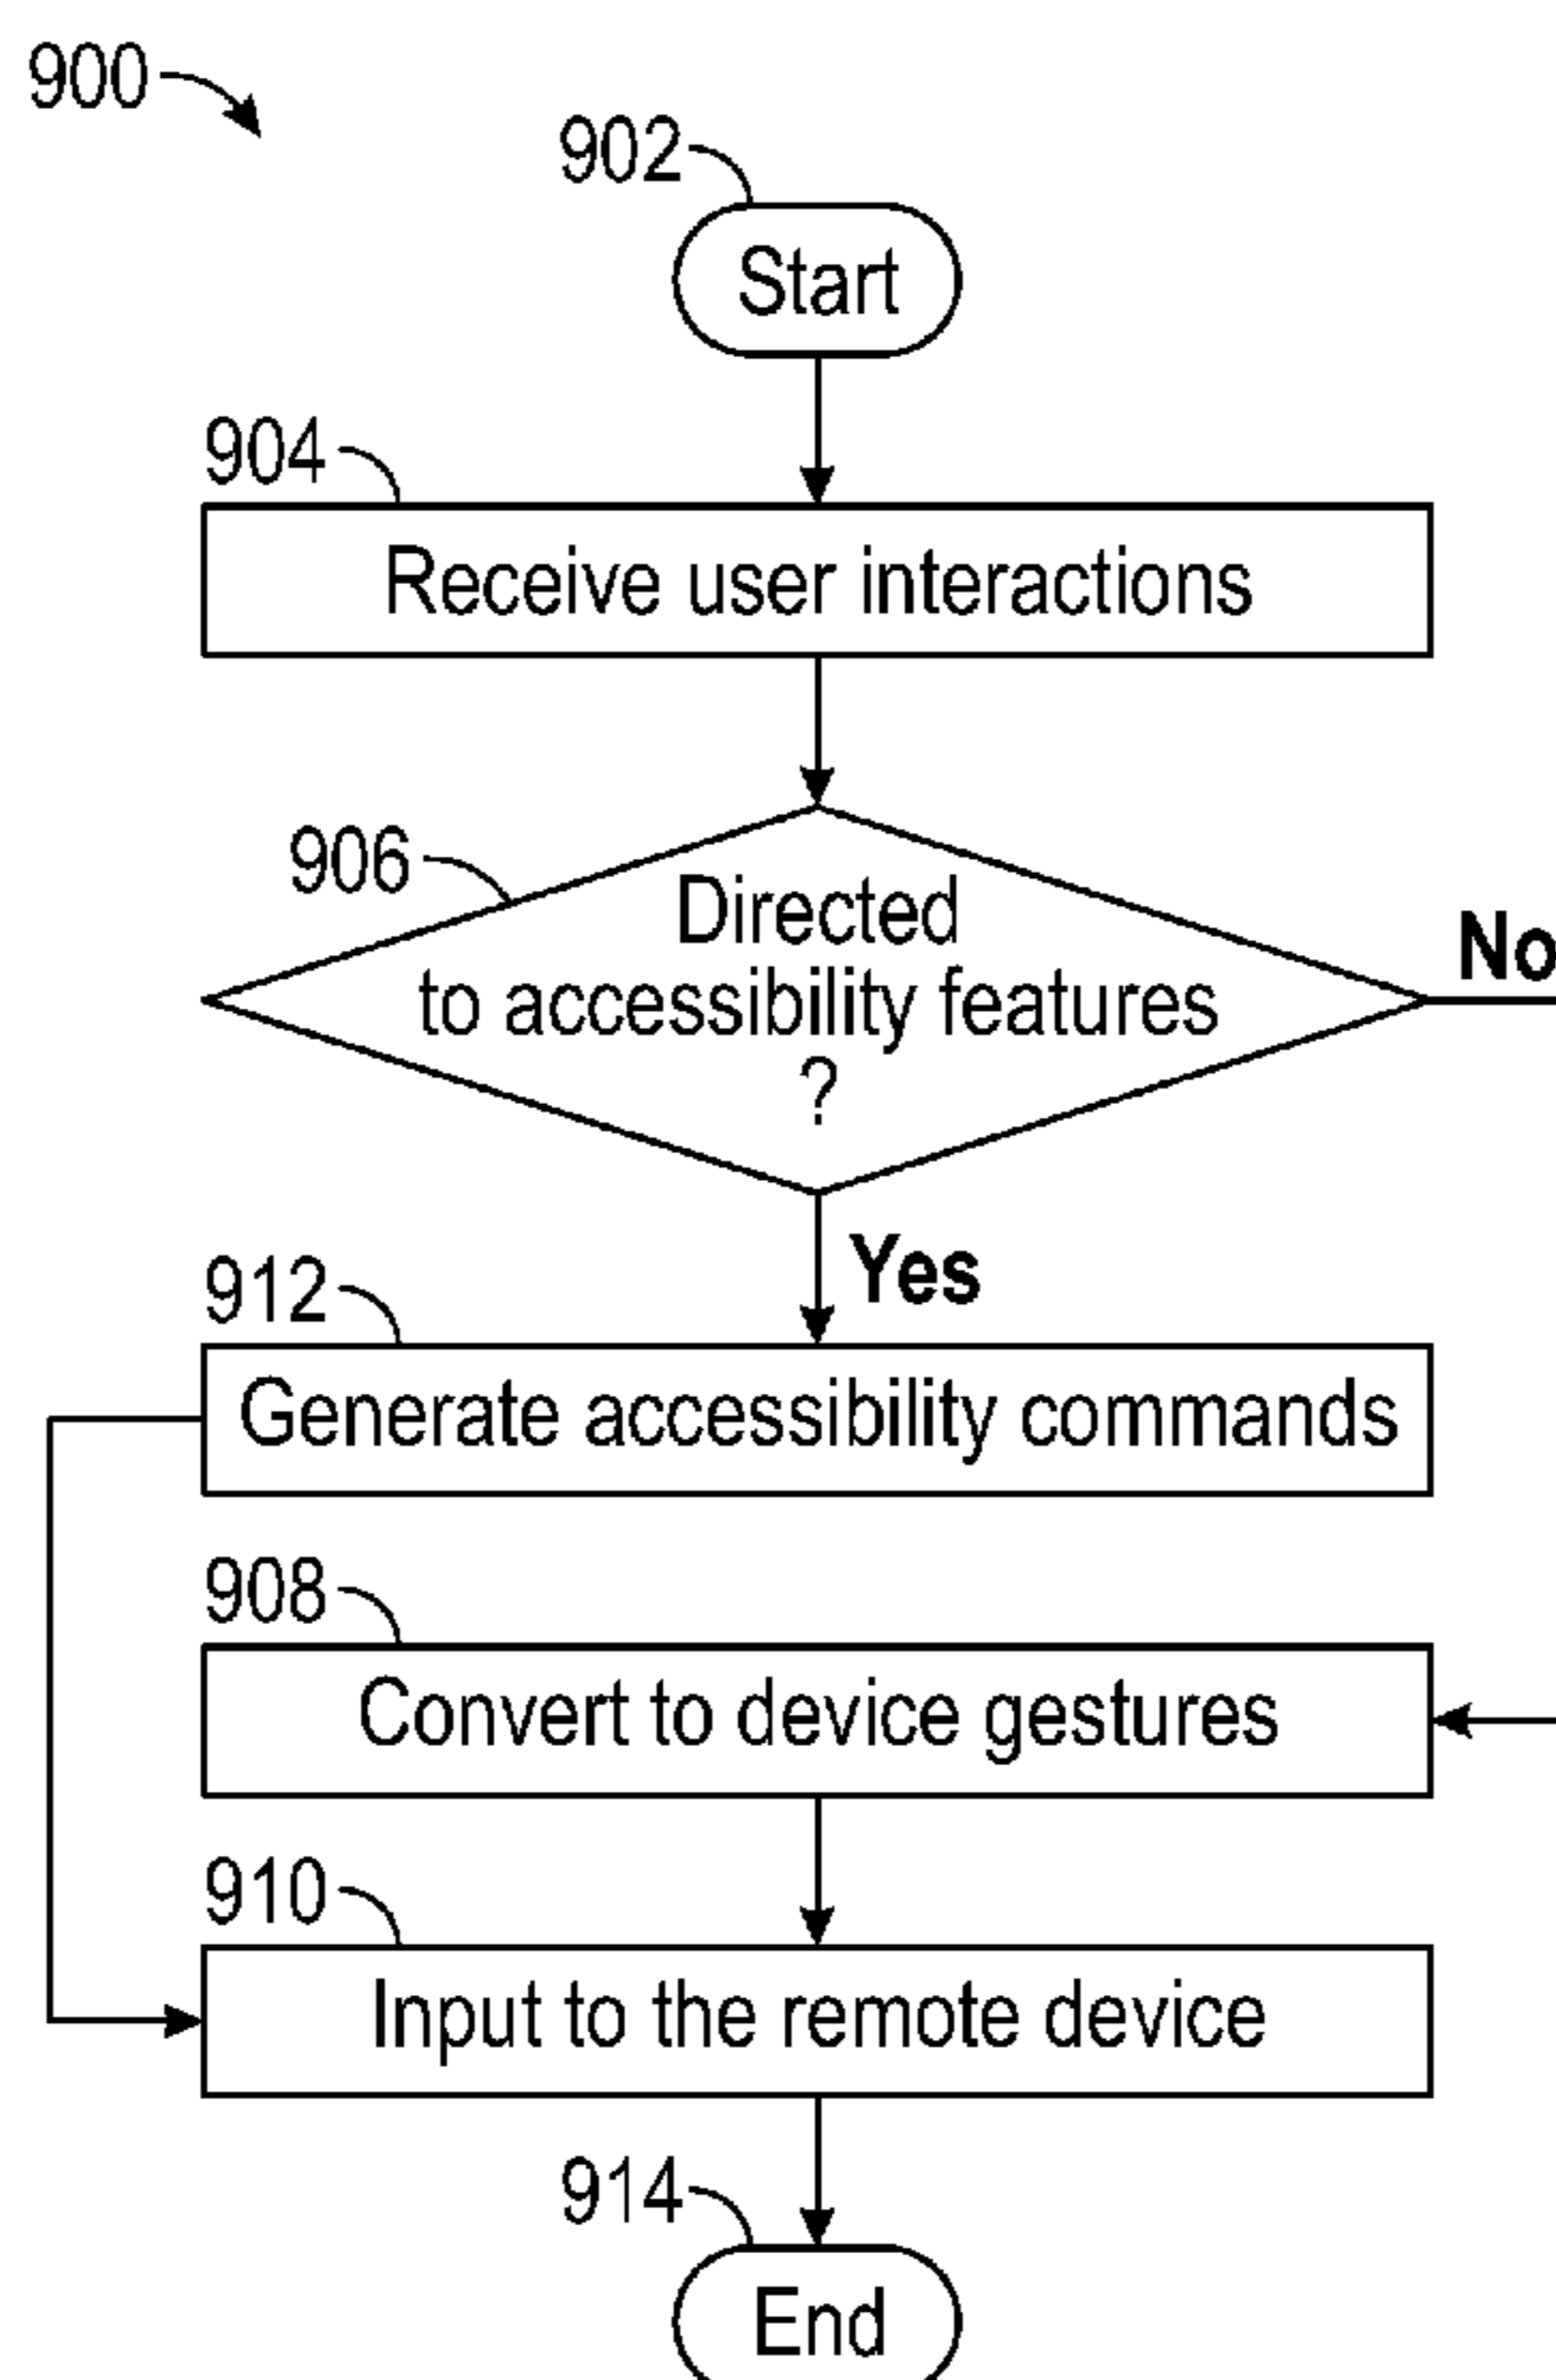 900
902
Start
904
Receive user interactions
906
Directed
to accessibility features
?
No
Yes
912
Generate accessibility commands
908
Convert to device gestures
910
Input to the remote device
914
End